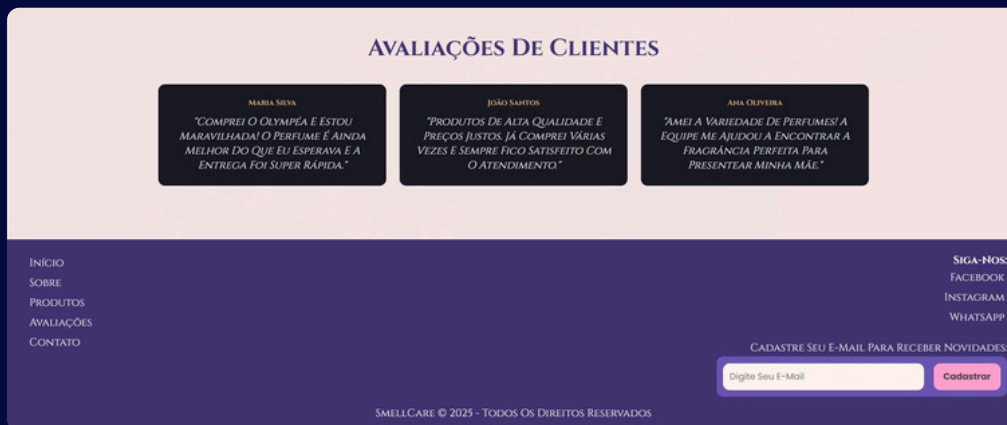 Avaliações De Clientes
Maria Silva
"Comprei O Olympéa E Estou
Maravilhada! O Perfume É Ainda
Melhor Do Que Eu Esperava E A
Entrega Foi Super Rápida."
João Santos
"Produtos De Alta Qualidade E
Preços Justos. Já Comprei Várias
Vezes E Sempre Fico Satisfeito Com
O Atendimento."
Ana Oliveira
"Amei A Variedade De Perfumes! A
Equipe Me Ajudou A Encontrar A
Fragrância Perfeita Para
Presentear Minha Mãe."
Início
Sobre
Produtos
Avaliações
Contato
Siga-Nos:
Facebook
Instagram
WhatsApp
Cadastre Seu E-Mail Para Receber Novidades:
Digite Seu E-Mail
Cadastrar
SmellCare © 2025 - Todos Os Direitos Reservados